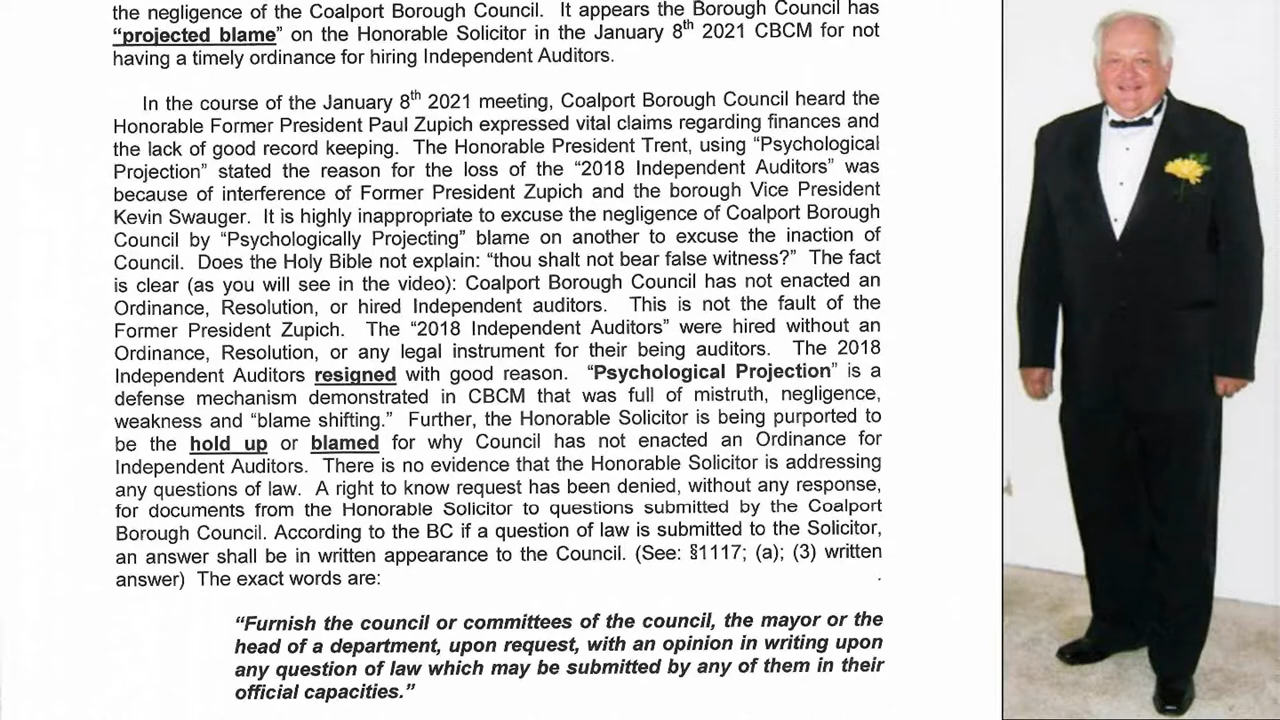 the negligence of the Coalport Borough Council. It appears the Borough Council has
“projected blame” on the Honorable Solicitor in the January 8th 2021 CBCM for not
having a timely ordinance for hiring Independent Auditors.
In the course of the January 8th 2021 meeting, Coalport Borough Council heard the
Honorable Former President Paul Zupich expressed vital claims regarding finances and
the lack of good record keeping. The Honorable President Trent, using “Psychological
Projection” stated the reason for the loss of the “2018 Independent Auditors” was
because of interference of Former President Zupich and the borough Vice President
Kevin Swauger. It is highly inappropriate to excuse the negligence of Coalport Borough
Council by “Psychologically Projecting” blame on another to excuse the inaction of
Council. Does the Holy Bible not explain: “thou shalt not bear false witness?” The fact
is clear (as you will see in the video): Coalport Borough Council has not enacted an
Ordinance, Resolution, or hired Independent auditors. This is not the fault of the
Former President Zupich. The “2018 Independent Auditors” were hired without an
Ordinance, Resolution, or any legal instrument for their being auditors. The 2018
Independent Auditors resigned with good reason. “Psychological Projection” is a
defense mechanism demonstrated in CBCM that was full of mistruth, negligence,
weakness and “blame shifting.” Further, the Honorable Solicitor is being purported to
be the hold up or blamed for why Council has not enacted an Ordinance for
Independent Auditors. There is no evidence that the Honorable Solicitor is addressing
any questions of law. A right to know request has been denied, without any response,
for documents from the Honorable Solicitor to questions submitted by the Coalport
Borough Council. According to the BC if a question of law is submitted to the Solicitor,
an answer shall be in written appearance to the Council. (See: §1117; (a); (3) written
answer) The exact words are:
“Furnish the council or committees of the council, the mayor or the
head of a department, upon request, with an opinion in writing upon
any question of law which may be submitted by any of them in their
official capacities.”